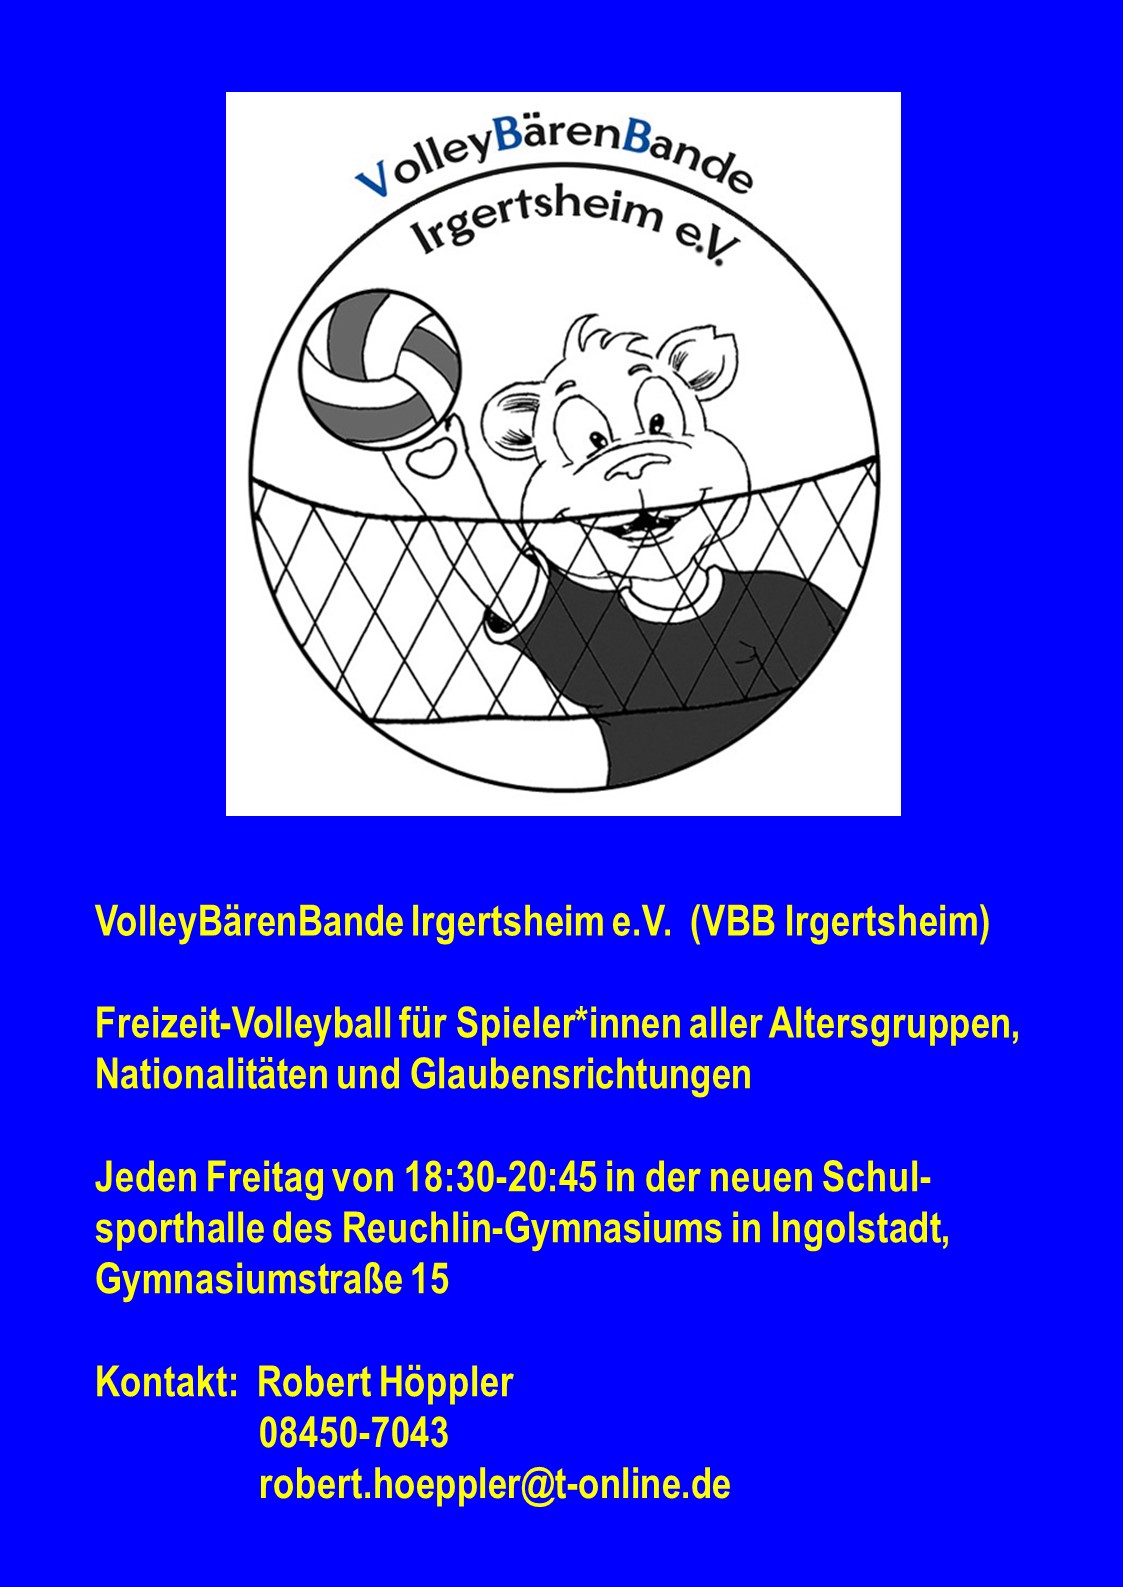 VolleyBärenBande
Irgertsheim e.V.
VolleyBärenBande Irgertsheim e.V. (VBB Irgertsheim)
Freizeit-Volleyball für Spieler*innen aller Altersgruppen,
Nationalitäten und Glaubensrichtungen
Jeden Freitag von 18:30-20:45 in der neuen Schul-
sporthalle des Reuchlin-Gymnasiums in Ingolstadt,
Gymnasiumstraße 15
Kontakt: Robert Höppler
08450-7043
robert.hoeppler@t-online.de